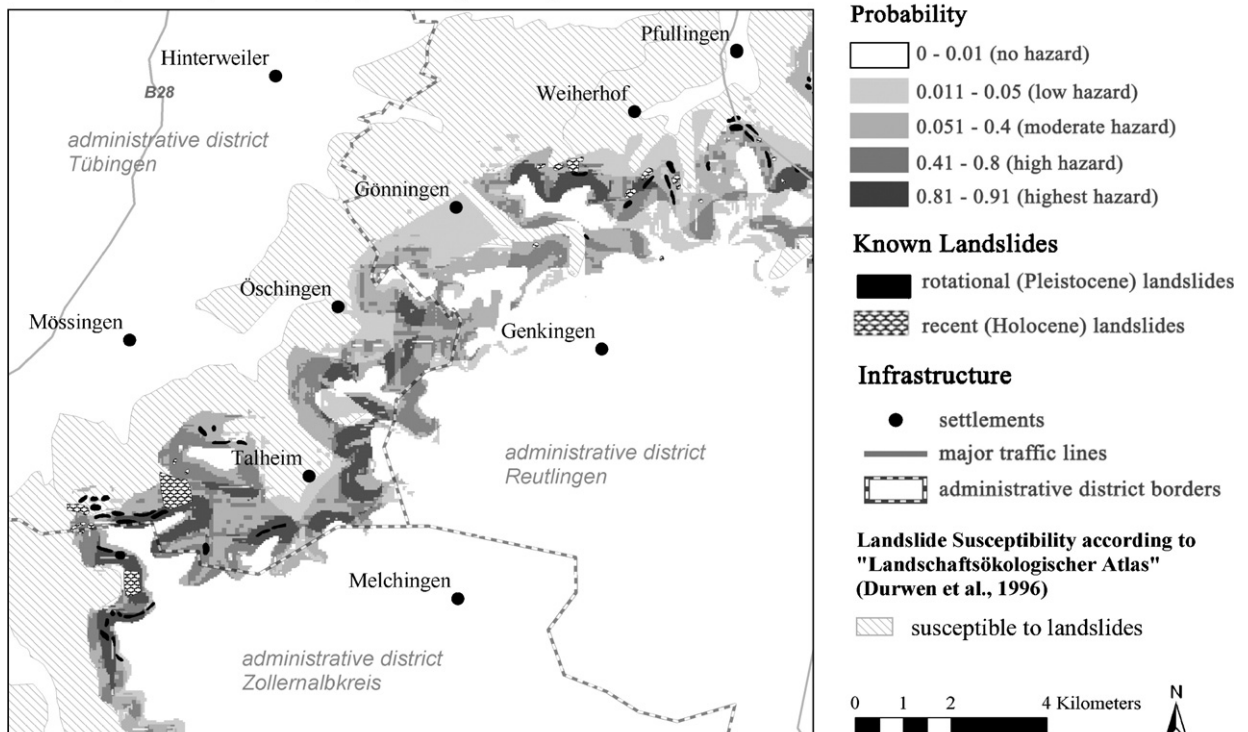 Hinterweiler
B28
administrative district
Tübingen
Pfullingen
Weiherhof
Gönningen
Öschingen
Mössingen
Genkingen
administrative district
Reutlingen
Talheim
Melchingen
administrative district
Zollernalbkreis
Probability
0 - 0.01 (no hazard)
0.011 - 0.05 (low hazard)
0.051 - 0.4 (moderate hazard)
0.41 - 0.8 (high hazard)
0.81 - 0.91 (highest hazard)
Known Landslides
rotational (Pleistocene) landslides
recent (Holocene) landslides
Infrastructure
settlements
major traffic lines
administrative district borders
Landslide Susceptibility according to
"Landschaftsökologischer Atlas"
(Durwen et al., 1996)
susceptible to landslides
0 1 2 4 Kilometers
N